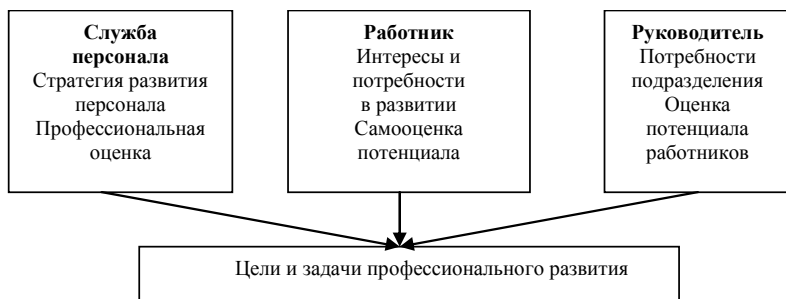 Служба
персонала
Стратегия развития
персонала
Профессиональная
оценка
Работник
Интересы и
потребности
в развитии
Самооценка
потенциала
Руководитель
Потребности
подразделения
Оценка
потенциала
работников
Цели и задачи профессионального развития